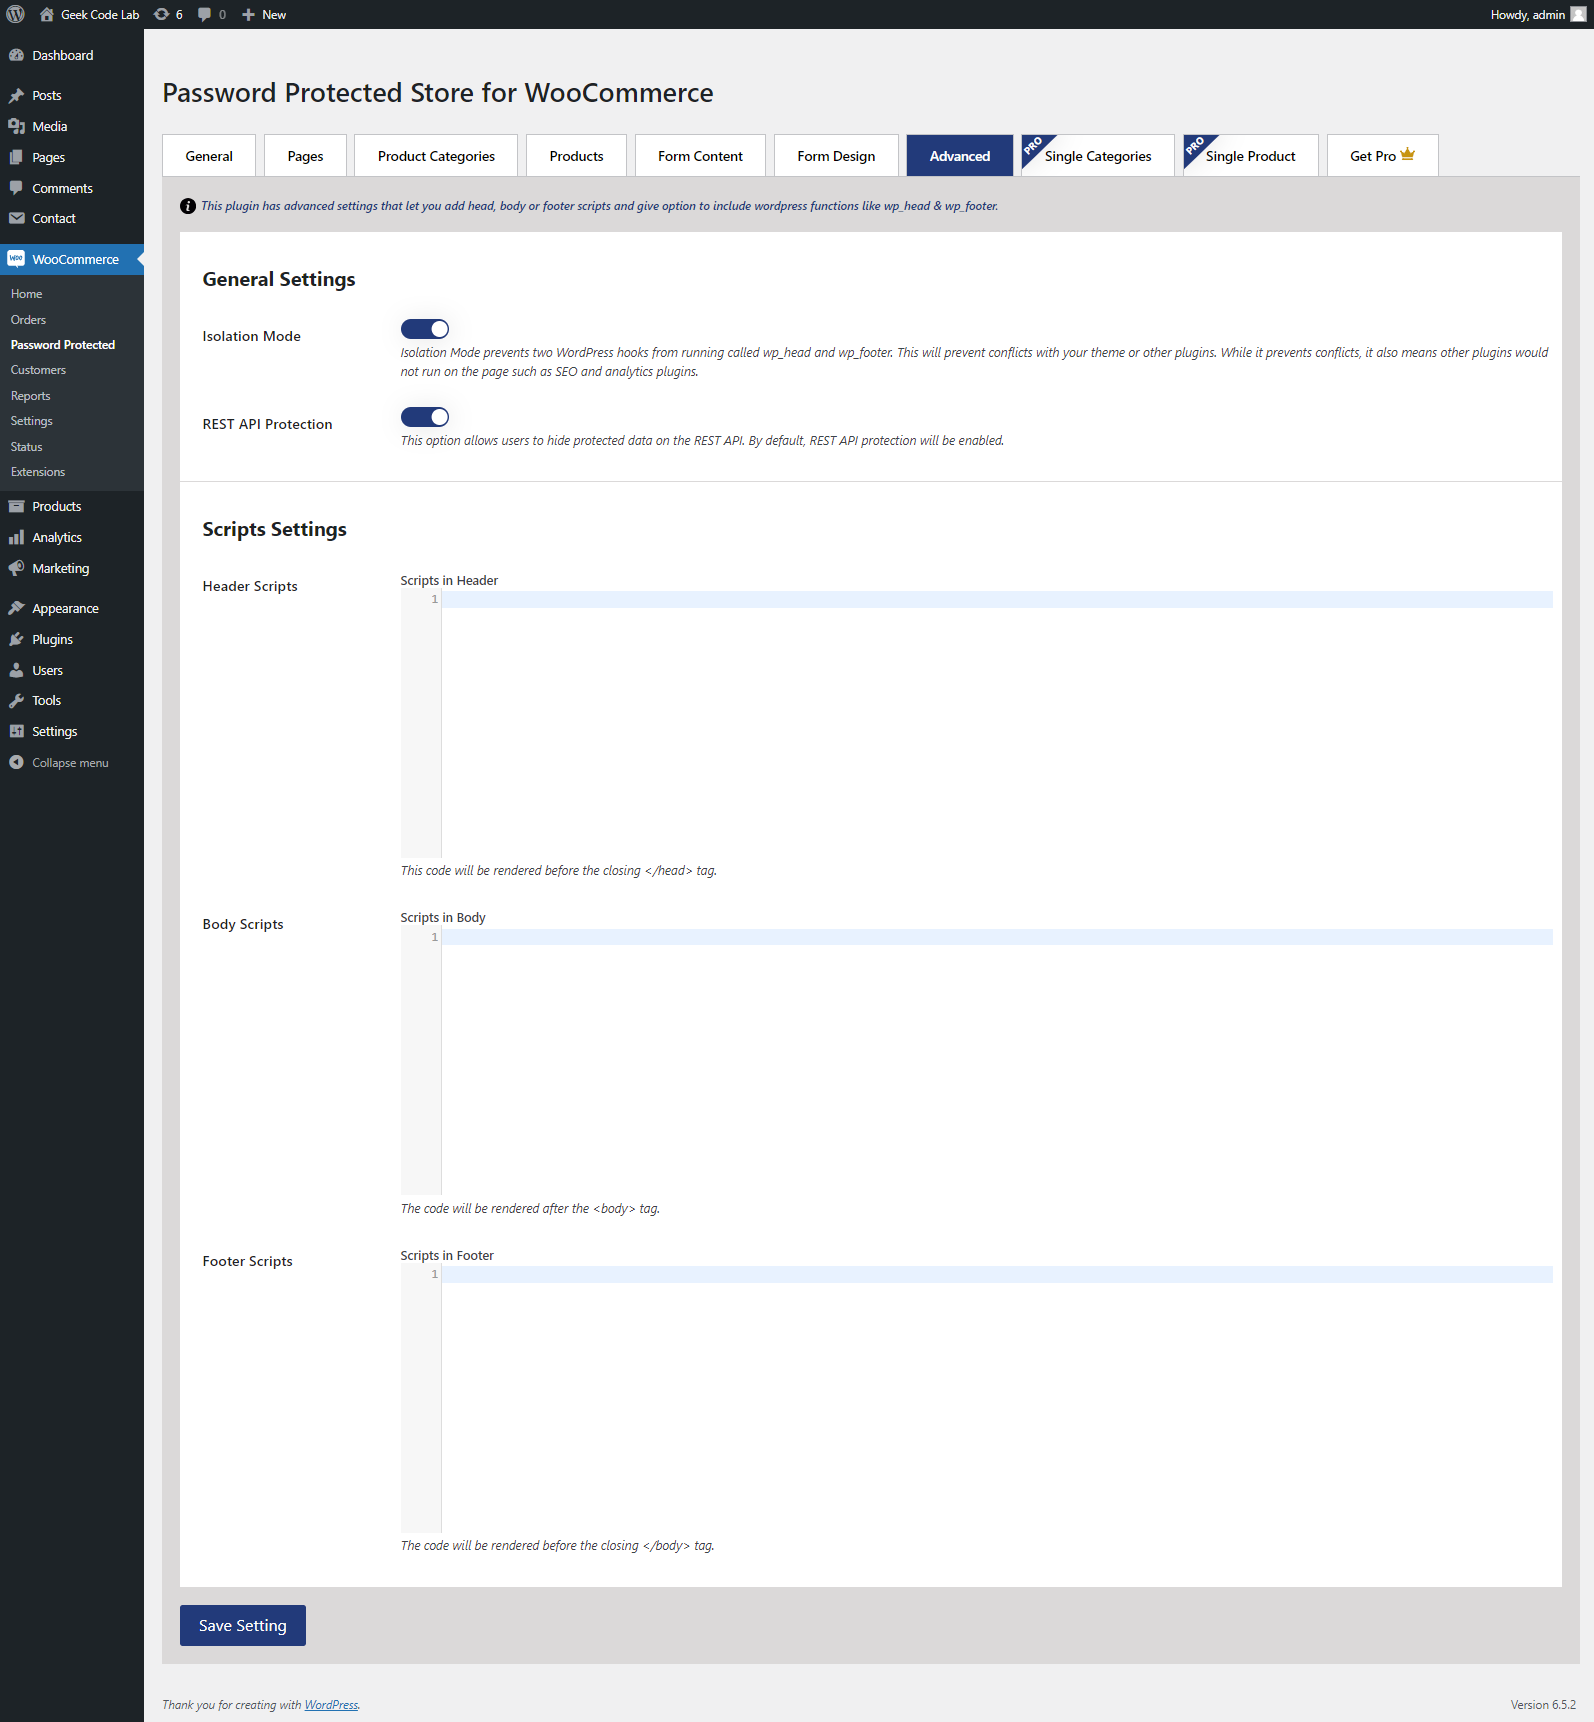 Geek Code Lab 6 0 New Howdy, admin
Dashboard
Posts
Media
Pages
Comments
Contact
WooCommerce
Home
Orders
Password Protected
Customers
Reports
Settings
Status
Extensions
Products
Analytics
Marketing
Appearance
Plugins
Users
Tools
Settings
Collapse menu
Password Protected Store for WooCommerce
General Pages Product Categories Products Form Content Form Design Advanced PRO Single Categories PRO Single Product Get Pro
This plugin has advanced settings that let you add head, body or footer scripts and give option to include wordpress functions like wp_head & wp_footer.
General Settings
Isolation Mode
Isolation Mode prevents two WordPress hooks from running called wp_head and wp_footer. This will prevent conflicts with your theme or other plugins. While it prevents conflicts, it also means other plugins would
not run on the page such as SEO and analytics plugins.
REST API Protection
This option allows users to hide protected data on the REST API. By default, REST API protection will be enabled.
Scripts Settings
Header Scripts
Scripts in Header
1
This code will be rendered before the closing </head> tag.
Body Scripts
Scripts in Body
1
The code will be rendered after the <body> tag.
Footer Scripts
Scripts in Footer
1
The code will be rendered before the closing </body> tag.
Save Setting
Thank you for creating with WordPress. Version 6.5.2